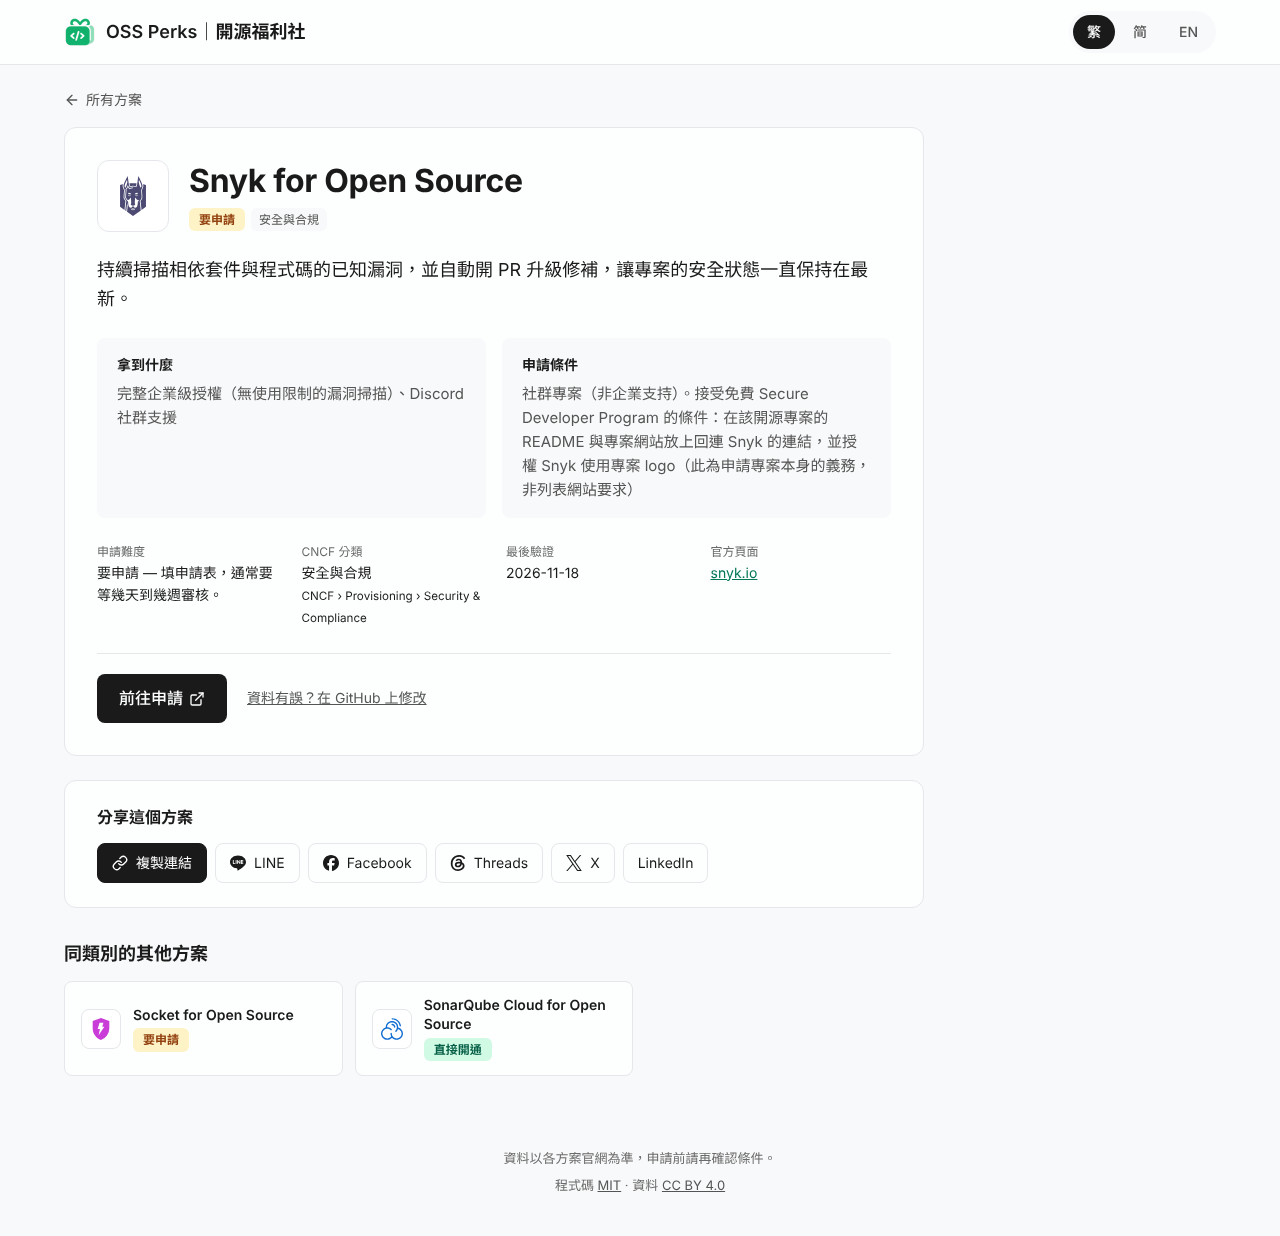 OSS Perks｜開源福利社
繁
简
EN
所有方案
Snyk for Open Source
要申請
安全與合規
持續掃描相依套件與程式碼的已知漏洞，並自動開 PR 升級修補，讓專案的安全狀態一直保持在最
新。
拿到什麼
完整企業級授權（無使用限制的漏洞掃描）、Discord
社群支援
申請條件
社群專案（非企業支持）。接受免費 Secure
Developer Program 的條件：在該開源專案的
README 與專案網站放上回連 Snyk 的連結，並授
權 Snyk 使用專案 logo（此為申請專案本身的義務，
非列表網站要求）
申請難度
要申請 — 填申請表，通常要
等幾天到幾週審核。
CNCF 分類
安全與合規
CNCF › Provisioning › Security &
Compliance
最後驗證
2026-11-18
官方頁面
snyk.io
前往申請
資料有誤？在 GitHub 上修改
分享這個方案
複製連結
LINE
Facebook
Threads
X
LinkedIn
同類別的其他方案
Socket for Open Source
要申請
SonarQube Cloud for Open
Source
直接開通
資料以各方案官網為準，申請前請再確認條件。
程式碼 MIT · 資料 CC BY 4.0